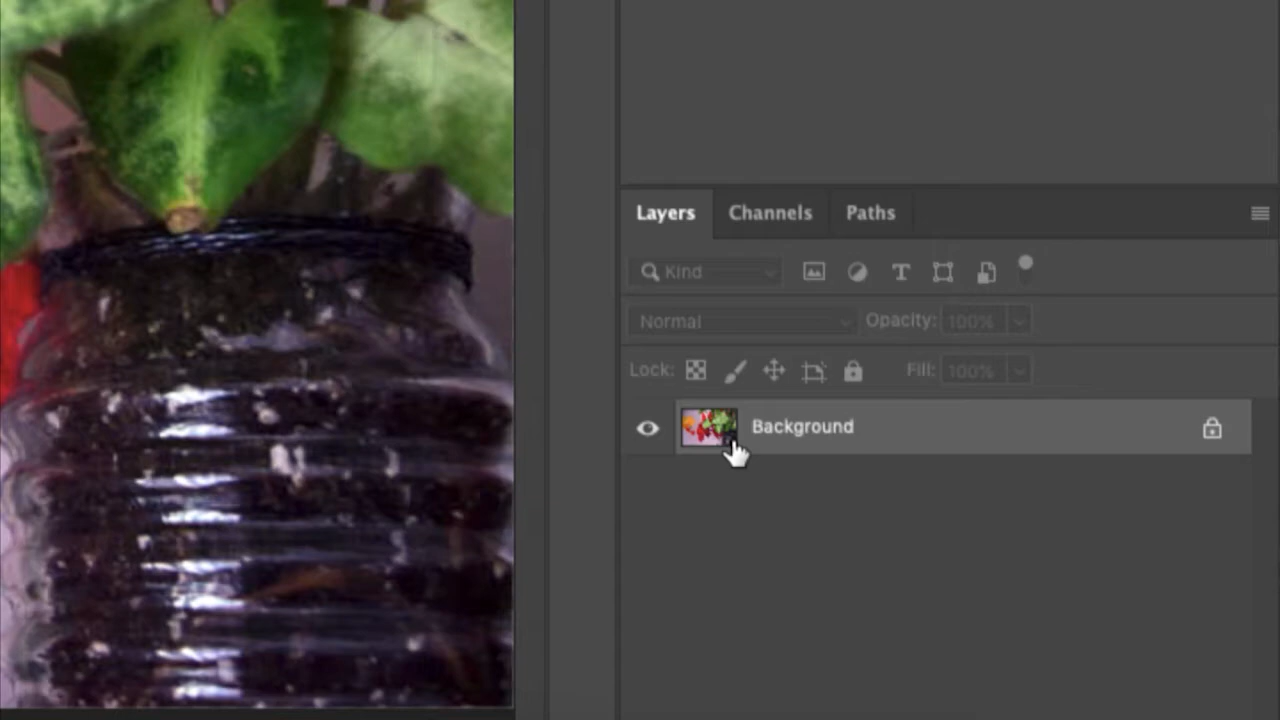 Layers Channels Paths
Kind
Normal Opacity: 100%
Lock: Fill: 100%
Background